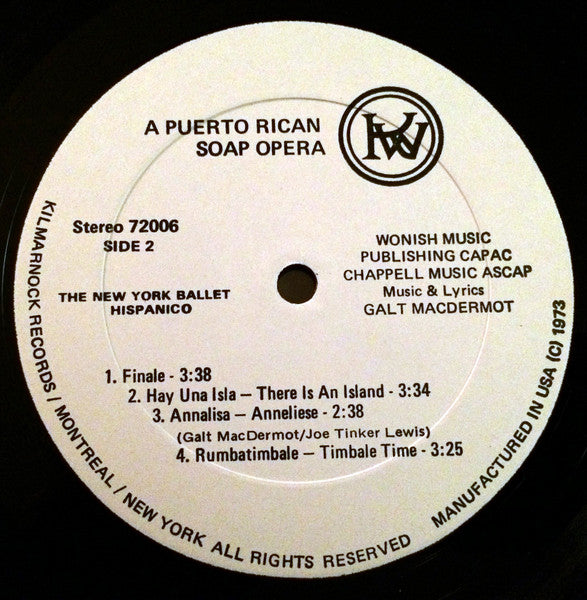 A PUERTO RICAN
SOAP OPERA
KW
Stereo 72006
SIDE 2
THE NEW YORK BALLET
HISPANICO
WONISH MUSIC
PUBLISHING CAPAC
CHAPPELL MUSIC ASCAP
Music & Lyrics
GALT MACDERMOT
1. Finale - 3:38
2. Hay Una Isla — There Is An Island - 3:34
3. Annalisa — Anneliese - 2:38
(Galt MacDermot/Joe Tinker Lewis)
4. Rumbatimbale — Timbale Time - 3:25
KILMARNOCK RECORDS / MONTREAL / NEW YORK ALL RIGHTS RESERVED MANUFACTURED IN USA (C) 1973